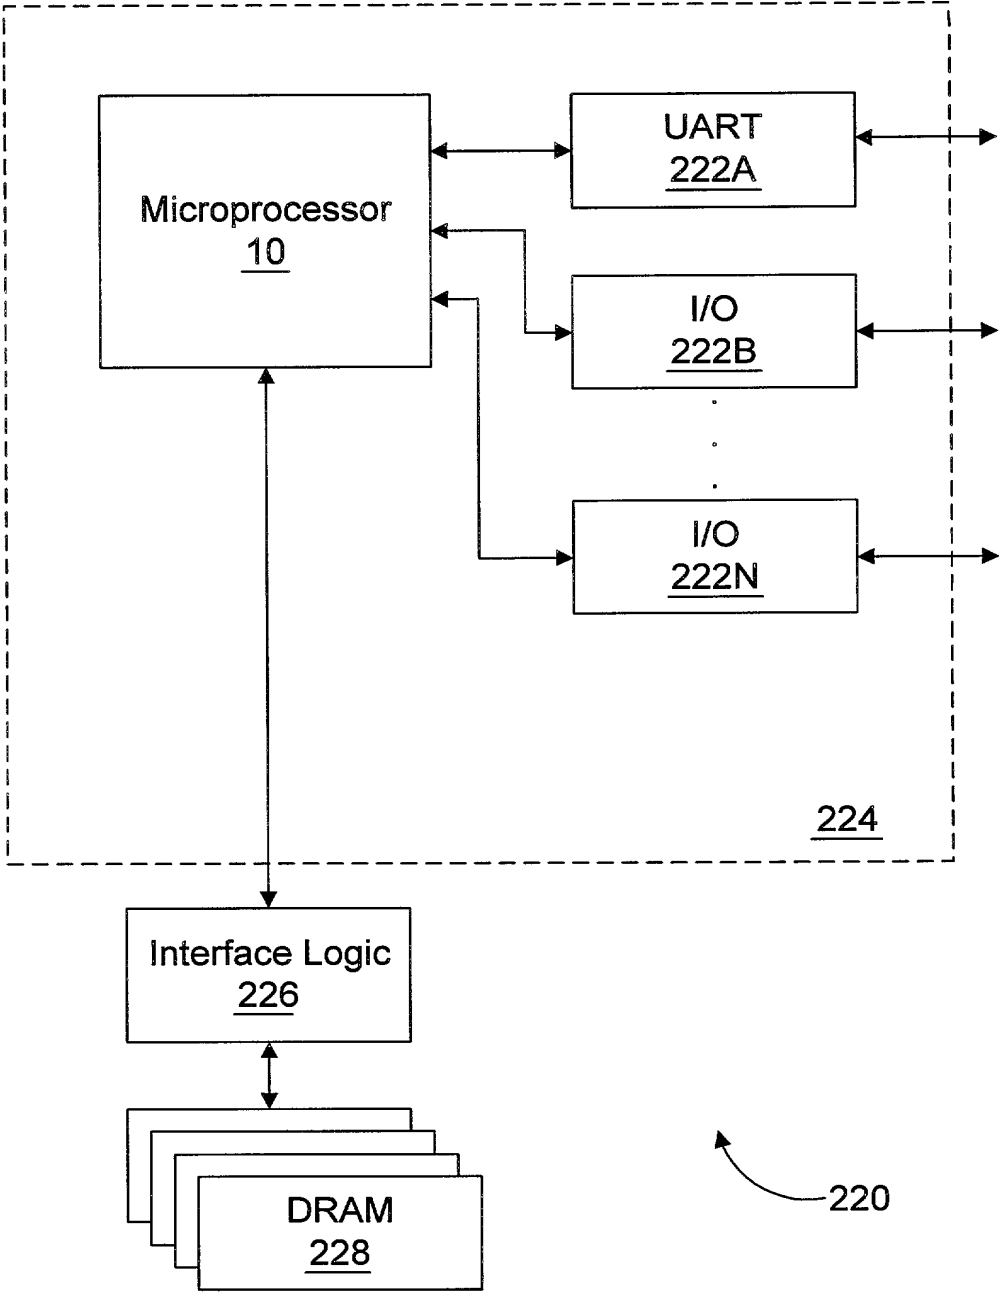 UART
222A
Microprocessor
10
I/O
222B
I/O
222N
224
Interface Logic
226
220
DRAM
228